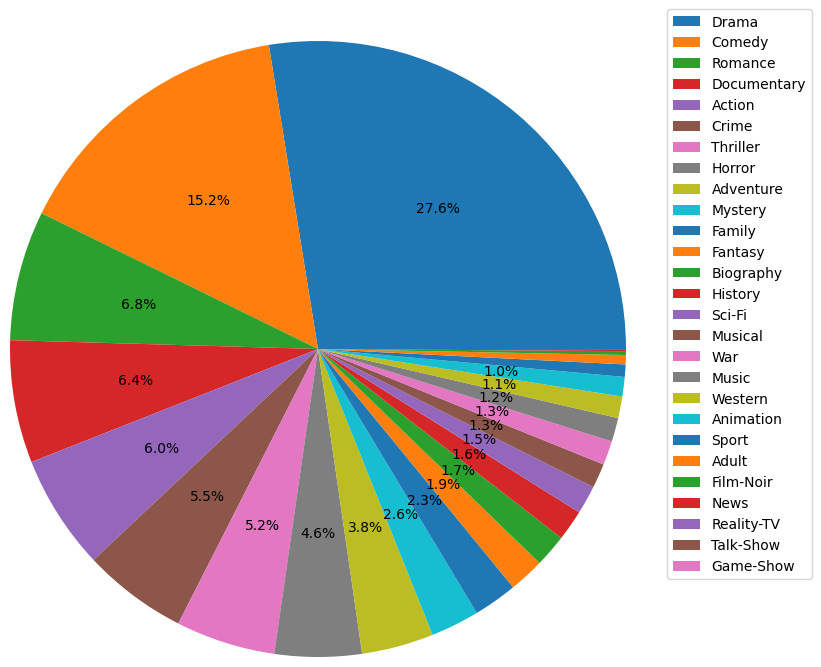 Drama
Comedy
Romance
Documentary
Action
Crime
Thriller
Horror
Adventure
Mystery
Family
Fantasy
Biography
History
Sci-Fi
Musical
War
Music
Western
Animation
Sport
Adult
Film-Noir
News
Reality-TV
Talk-Show
Game-Show
27.6%
15.2%
6.8%
6.4%
6.0%
5.5%
5.2%
4.6%
3.8%
2.6%
2.3%
1.9%
1.7%
1.6%
1.5%
1.3%
1.3%
1.2%
1.1%
1.0%